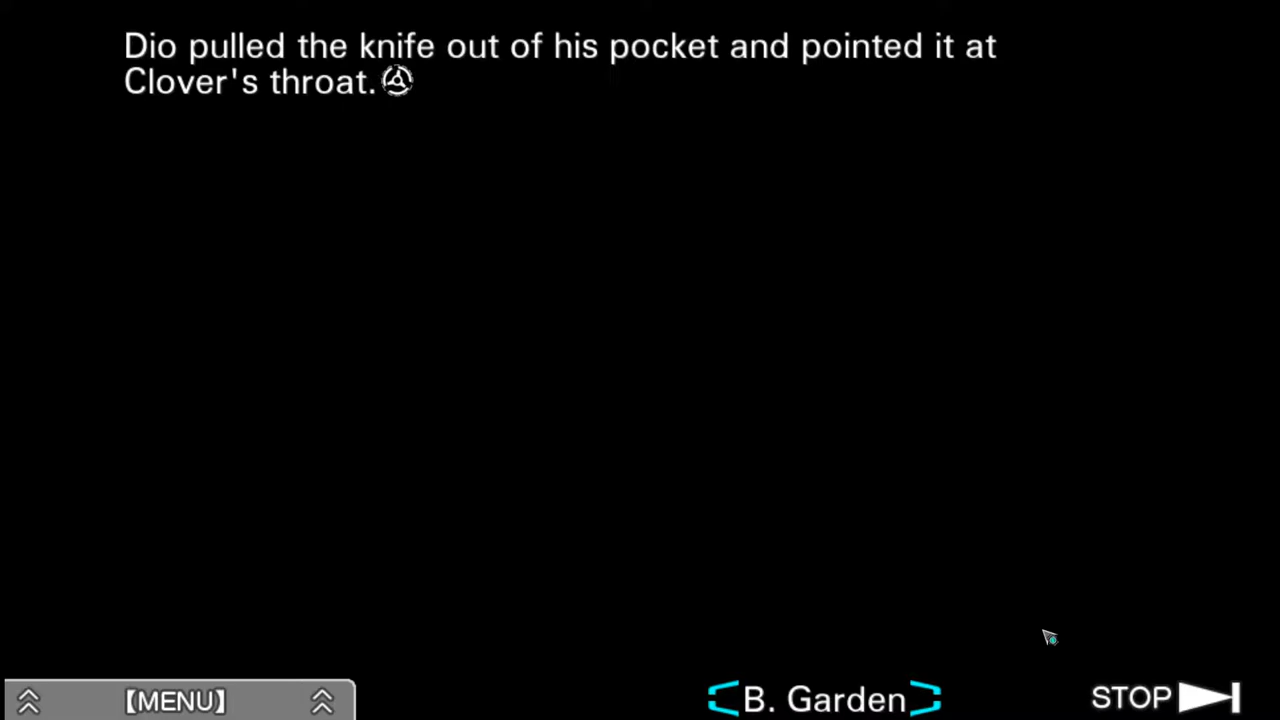 Dio pulled the knife out of his pocket and pointed it at
Clover's throat.
【MENU】
B. Garden
STOP